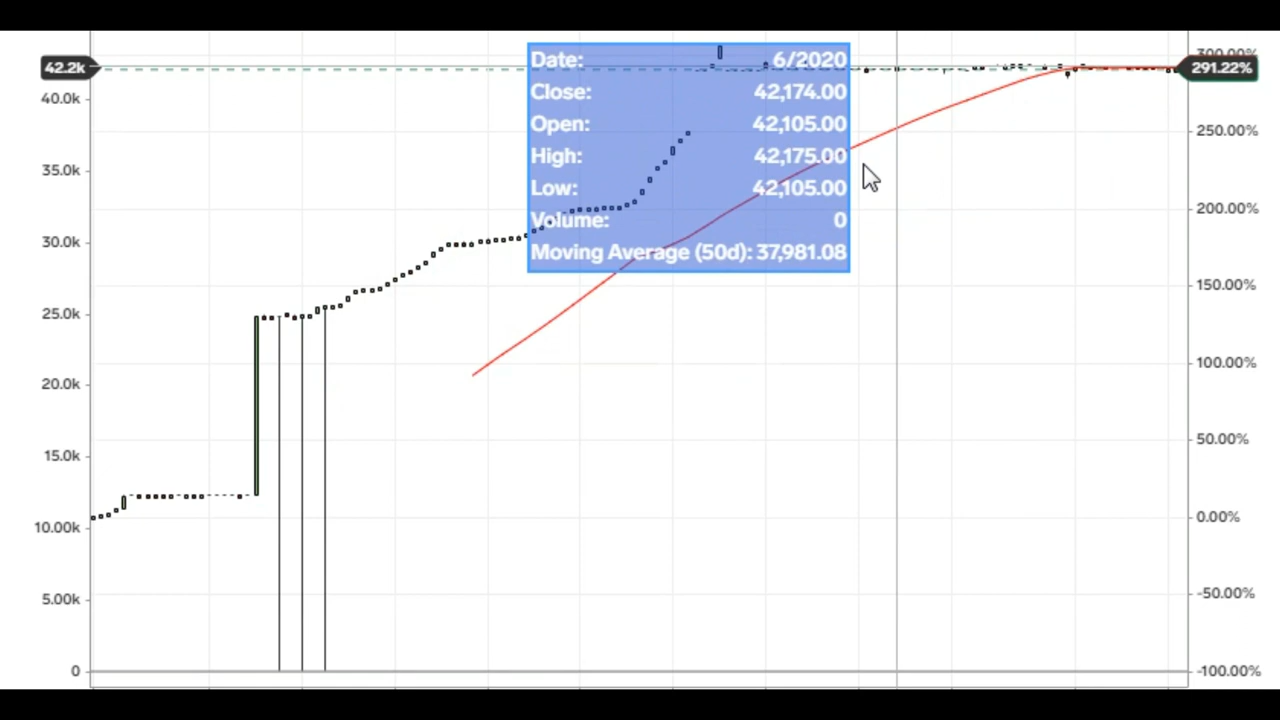 Date: 6/2020
Close: 42,174.00
Open: 42,105.00
High: 42,175.00
Low: 42,105.00
Volume: 0
Moving Average (50d): 37,981.08
42.2k
40.0k
35.0k
30.0k
25.0k
20.0k
15.0k
10.00k
5.00k
0
300.00%
291.22%
250.00%
200.00%
150.00%
100.00%
50.00%
0.00%
-50.00%
-100.00%